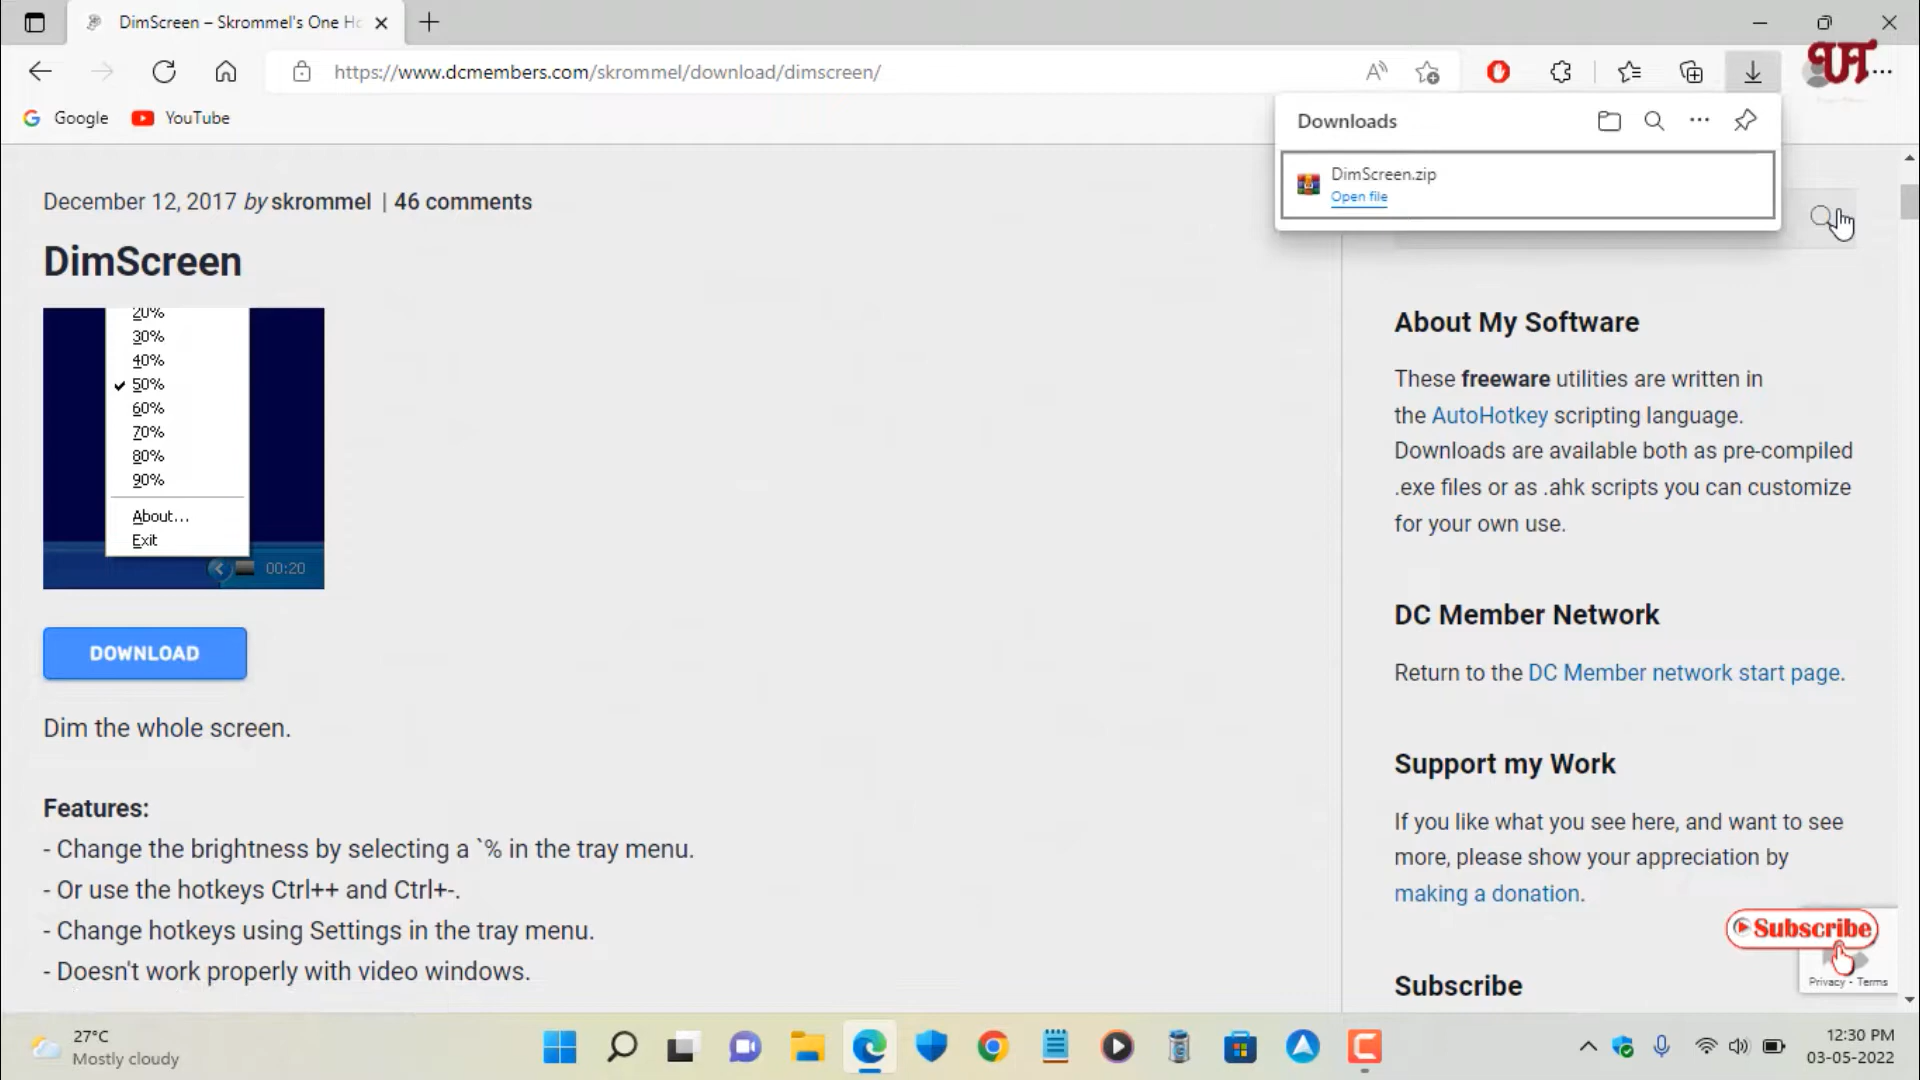 DimScreen – Skrommel's One Ho
https://www.dcmembers.com/skrommel/download/dimscreen/
UT
Google
YouTube
Downloads
DimScreen.zip
Open file
December 12, 2017 by skrommel | 46 comments
DimScreen
20%
30%
40%
50%
60%
70%
80%
90%
About...
Exit
00:20
DOWNLOAD
Dim the whole screen.
Features:
- Change the brightness by selecting a `% in the tray menu.
- Or use the hotkeys Ctrl++ and Ctrl+-.
- Change hotkeys using Settings in the tray menu.
- Doesn't work properly with video windows.
About My Software
These freeware utilities are written in
the AutoHotkey scripting language.
Downloads are available both as pre-compiled
.exe files or as .ahk scripts you can customize
for your own use.
DC Member Network
Return to the DC Member network start page.
Support my Work
If you like what you see here, and want to see
more, please show your appreciation by
making a donation.
Subscribe
Privacy - Terms
Subscribe
27°C
Mostly cloudy
12:30 PM
03-05-2022